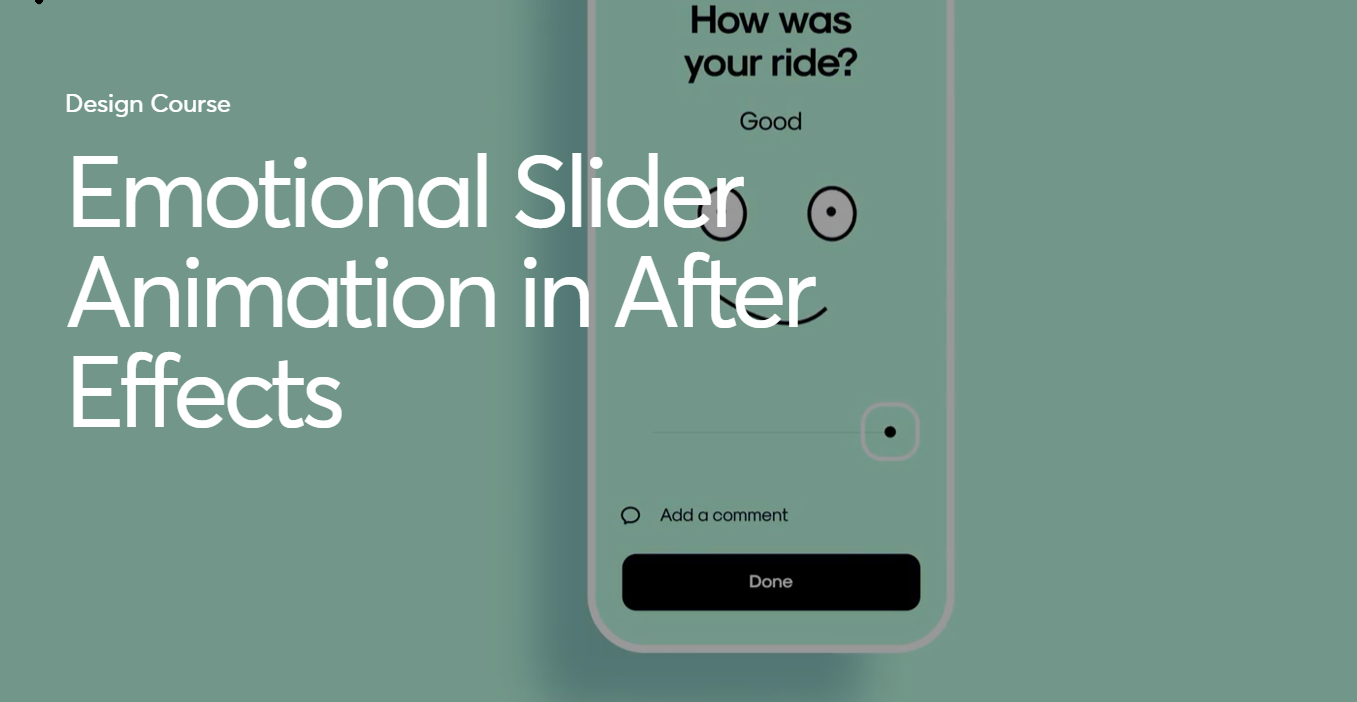 How was
your ride?
Good
Design Course
Emotional Slider
Animation in After
Effects
Add a comment
Done